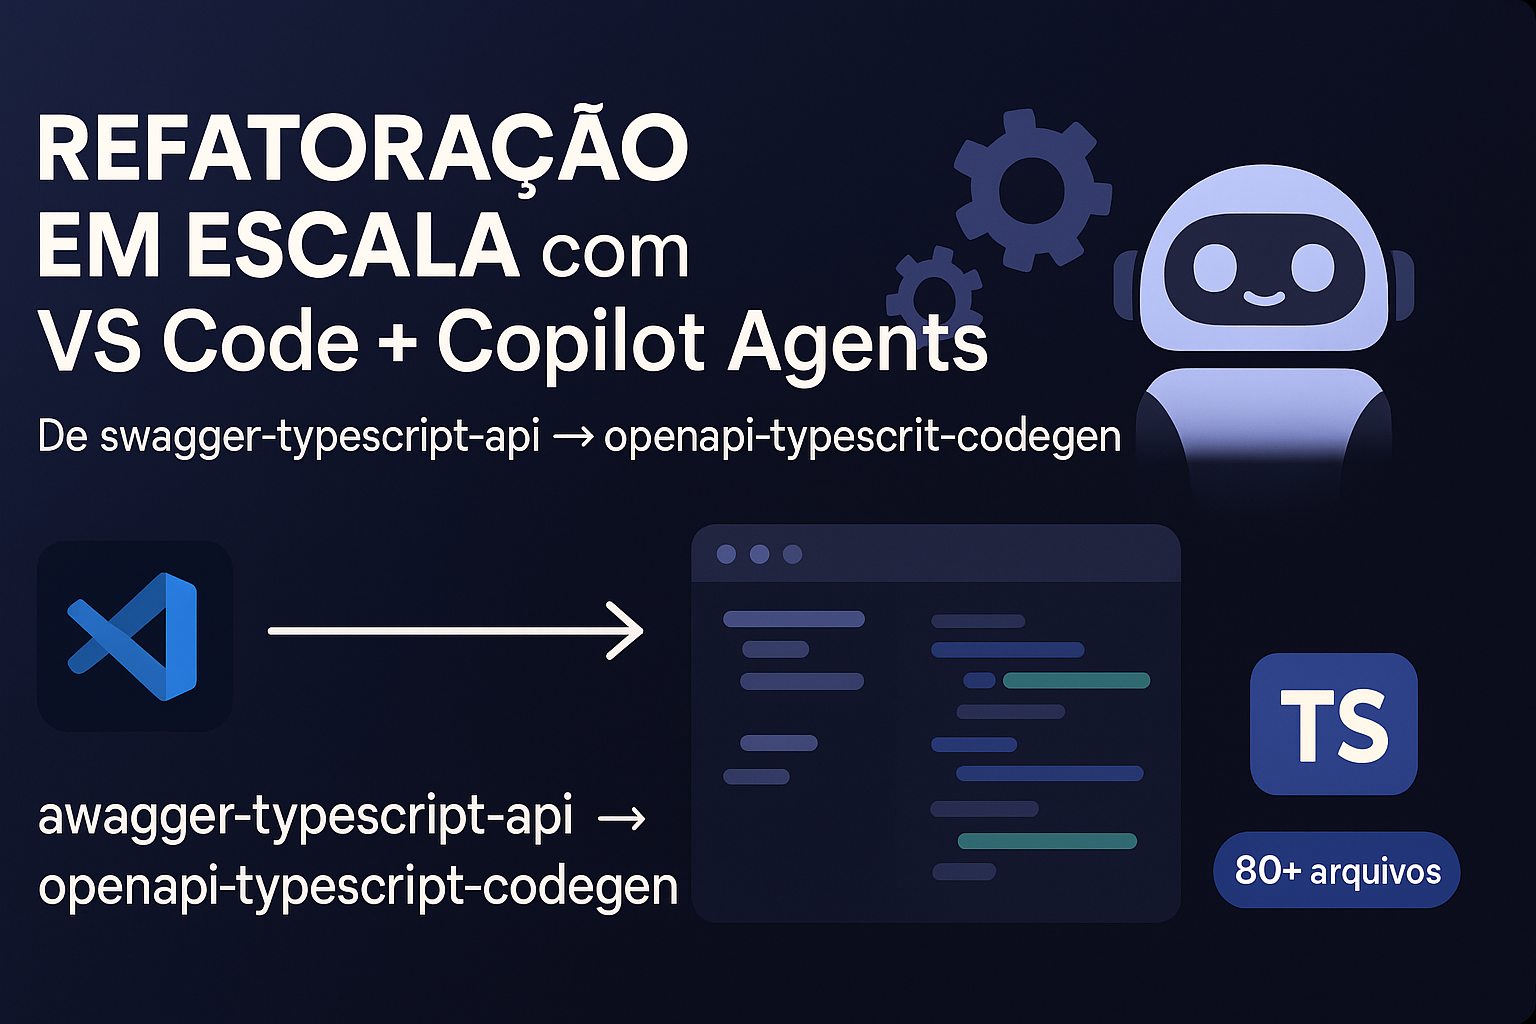 REFATORAÇÃO
EM ESCALA com
VS Code + Copilot Agents
De swagger-typescript-api → openapi-typescrit-codegen
awagger-typescript-api →
openapi-typescript-codegen
TS
80+ arquivos